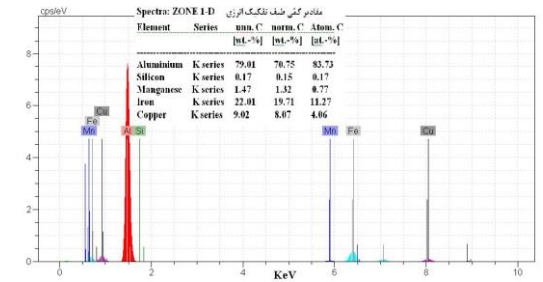 cps/eV
Spectra: ZONE 1-D مقادیر کمّی طیف تفکیک انرژی
Element Series unn. C norm. C Atom. C
[wt.-%] [wt.-%] [at.-%]
Aluminium K series 79.01 70.75 83.73
Silicon K series 0.17 0.15 0.17
Manganese K series 1.47 1.32 0.77
Iron K series 22.01 19.71 11.27
Copper K series 9.02 8.07 4.06
8
6
4
2
0
Cu
Fe
Mn
Al
Si
Mn
Fe
Cu
0 2 4 6 8 10
KeV